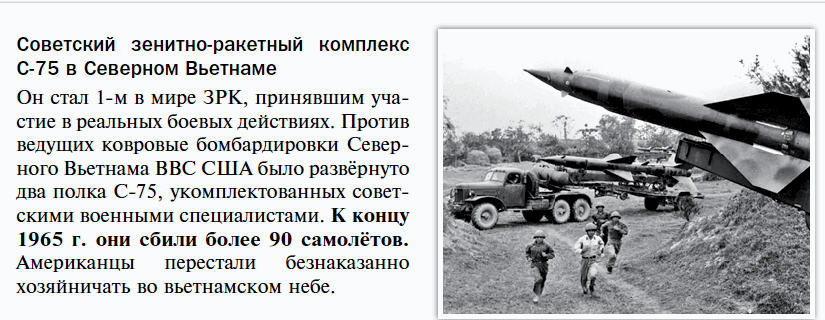 Советский зенитно-ракетный комплекс
С-75 в Северном Вьетнаме
Он стал 1-м в мире ЗРК, принявшим уча-
стие в реальных боевых действиях. Против
ведущих ковровые бомбардировки Север-
ного Вьетнама ВВС США было развёрнуто
два полка С-75, укомплектованных совет-
скими военными специалистами. К концу
1965 г. они сбили более 90 самолётов.
Американцы перестали безнаказанно
хозяйничать во вьетнамском небе.